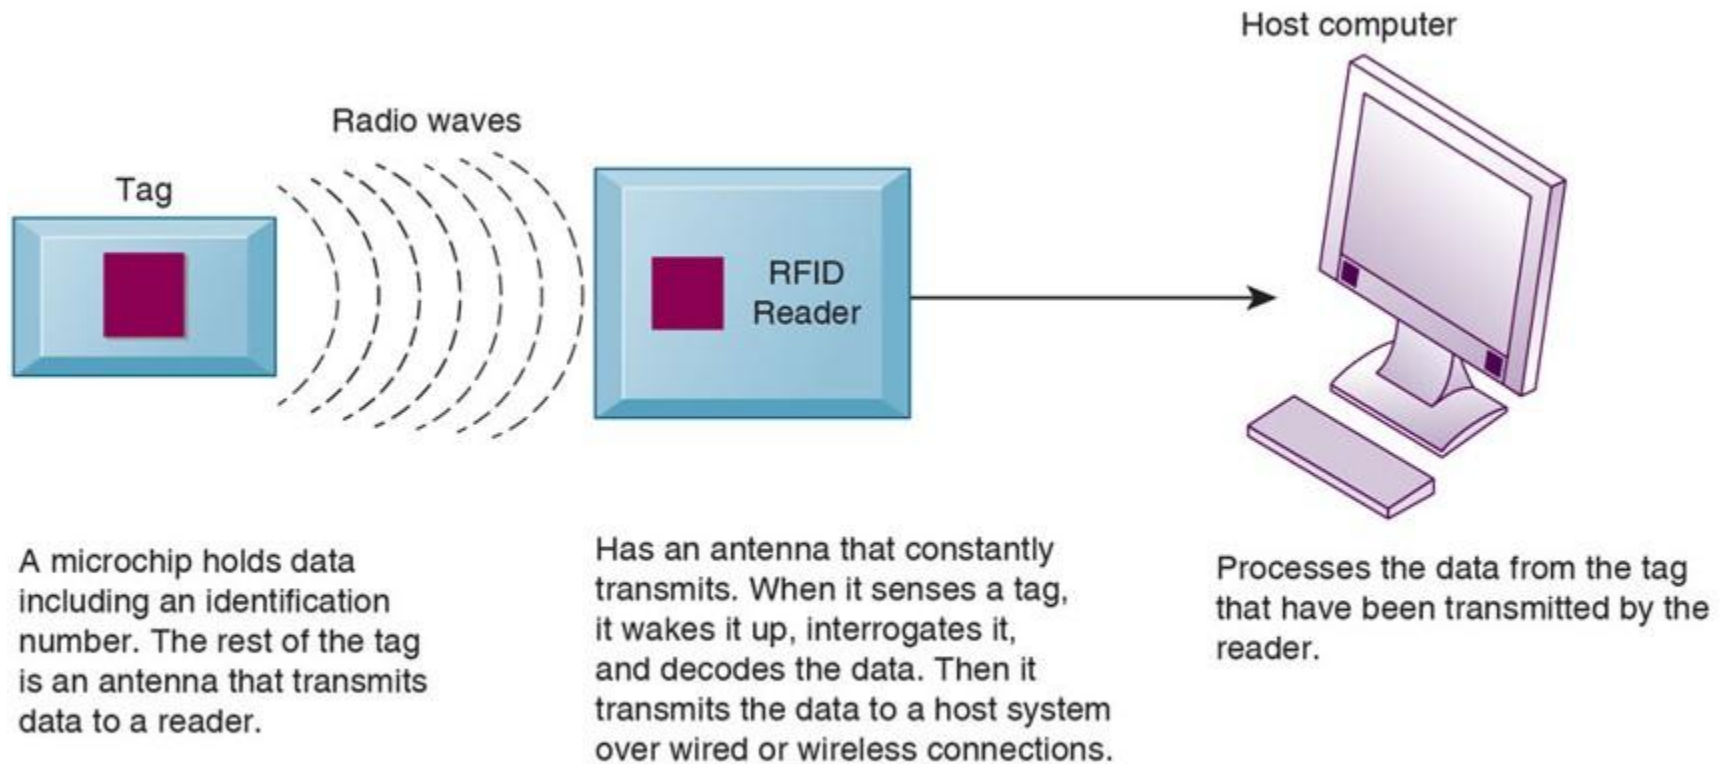 Host computer
Radio waves
Tag
RFID
Reader
A microchip holds data
including an identification
number. The rest of the tag
is an antenna that transmits
data to a reader.
Has an antenna that constantly
transmits. When it senses a tag,
it wakes it up, interrogates it,
and decodes the data. Then it
transmits the data to a host system
over wired or wireless connections.
Processes the data from the tag
that have been transmitted by the
reader.